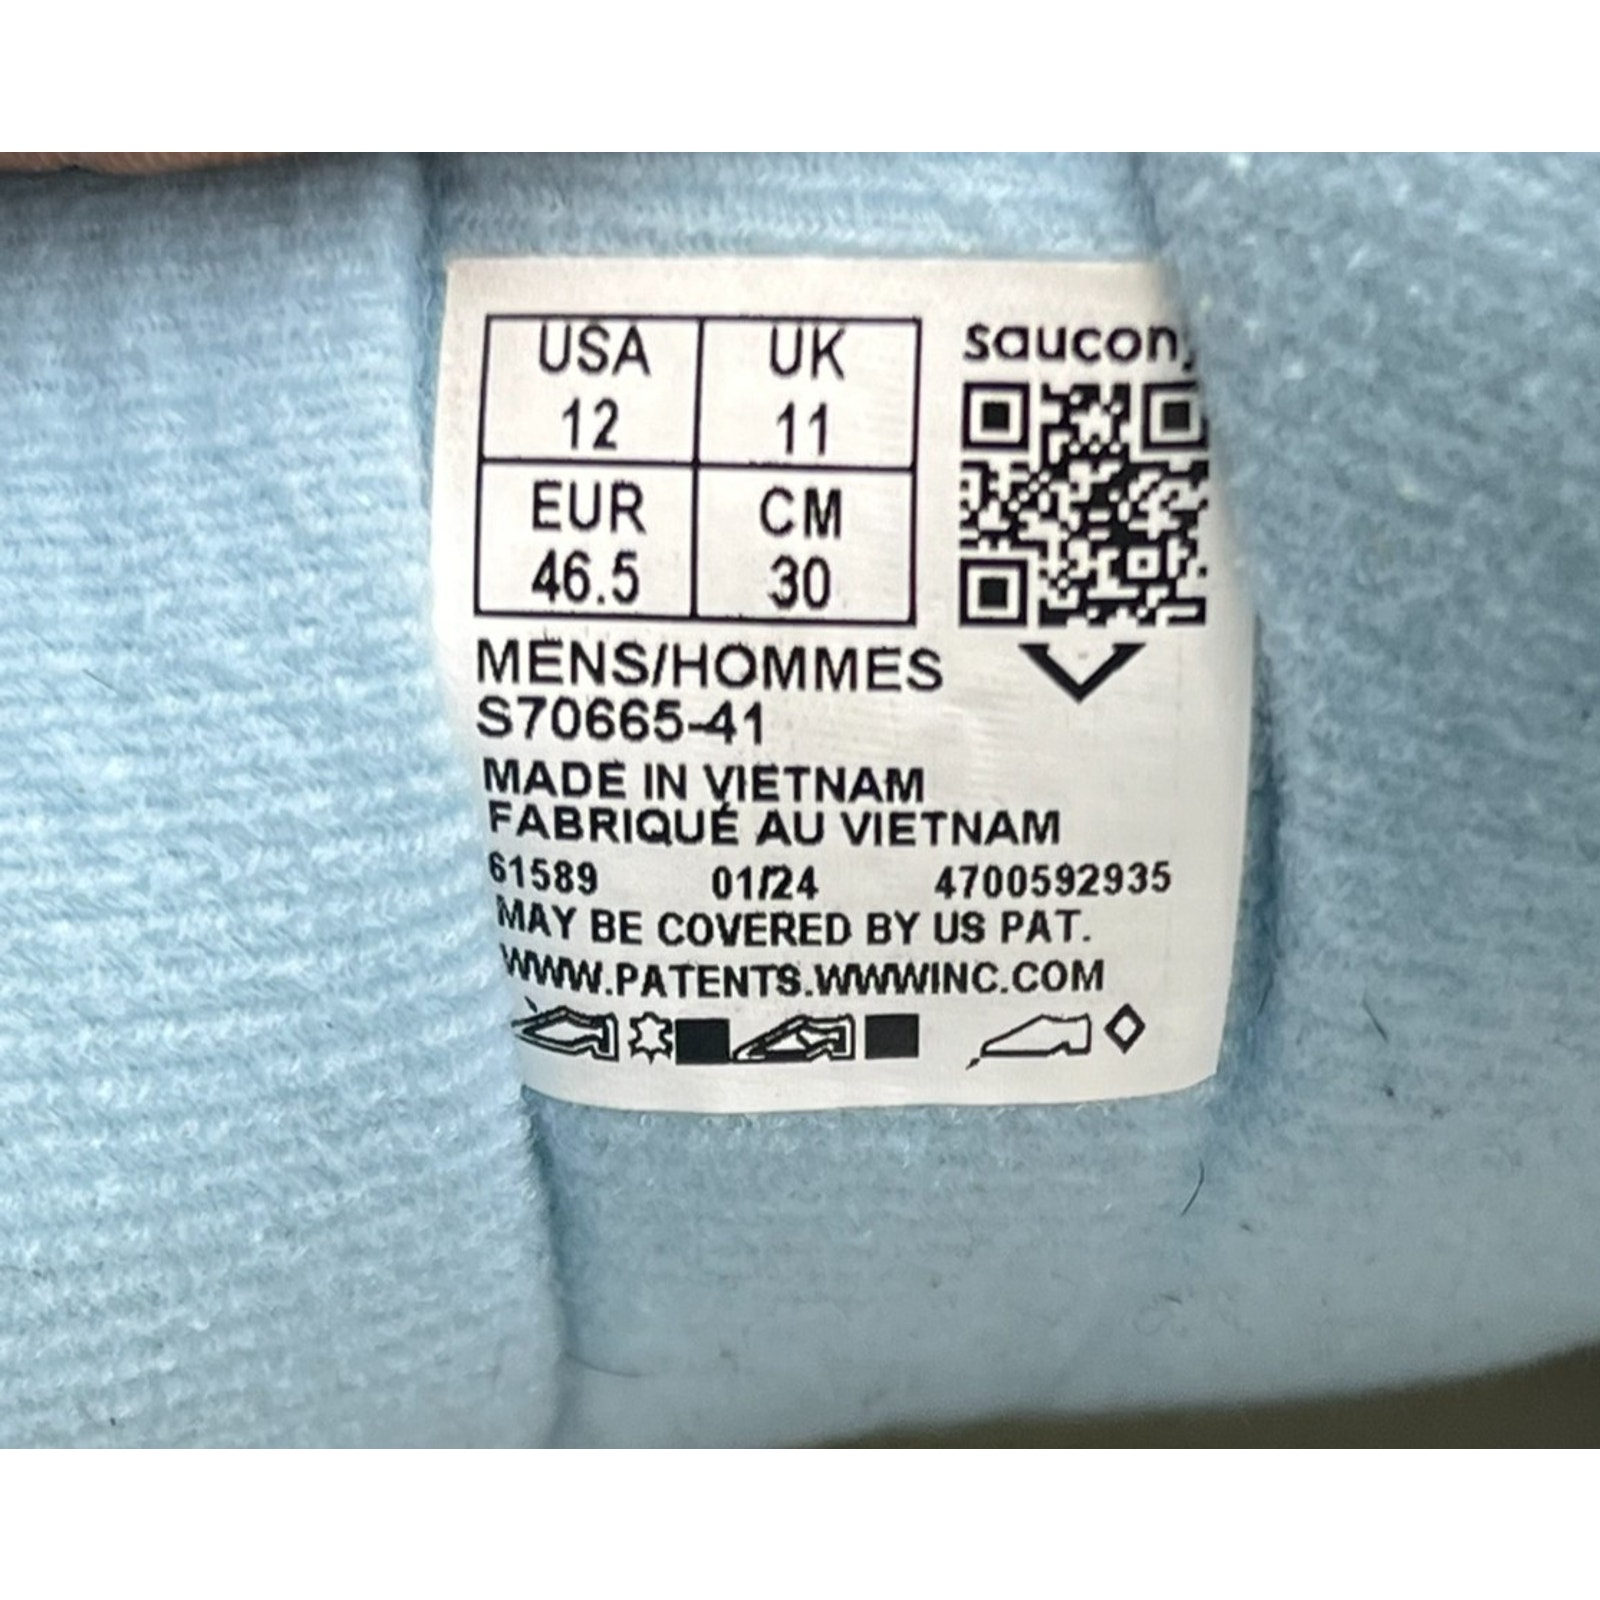 USA UK saucony
12 11
EUR CM
46.5 30
MENS/HOMMES
S70665-41
MADE IN VIETNAM
FABRIQUÉ AU VIETNAM
61589 01/24 4700592935
MAY BE COVERED BY US PAT.
WWW.PATENTS.WWWINC.COM